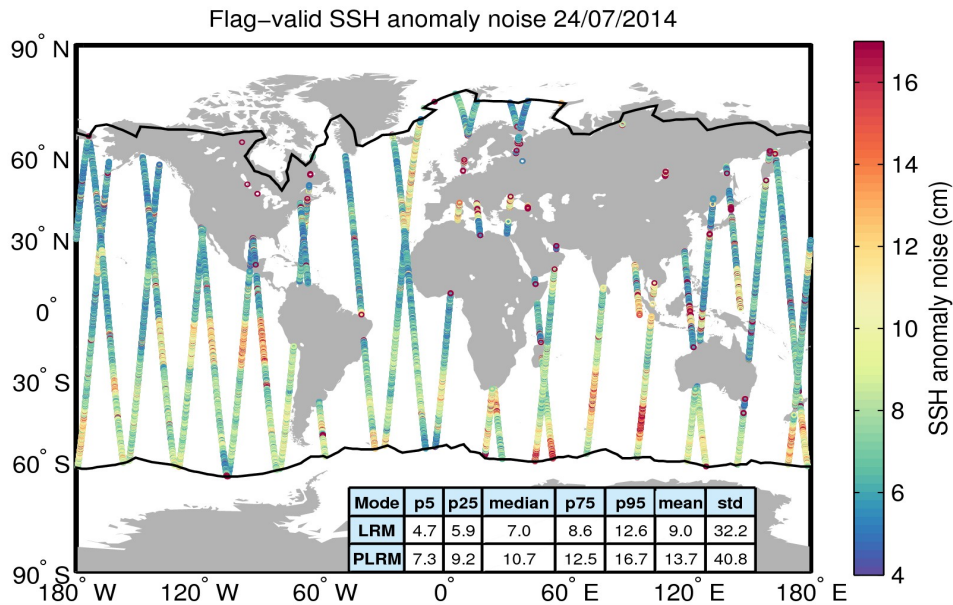 Flag−valid SSH anomaly noise 24/07/2014
90° N
60° N
30° N
0°
30° S
60° S
90° S
180° W
120° W
60° W
0°
60° E
120° E
180° E
Mode p5 p25 median p75 p95 mean std
LRM 4.7 5.9 7.0 8.6 12.6 9.0 32.2
PLRM 7.3 9.2 10.7 12.5 16.7 13.7 40.8
16
14
12
10
8
6
4
SSH anomaly noise (cm)